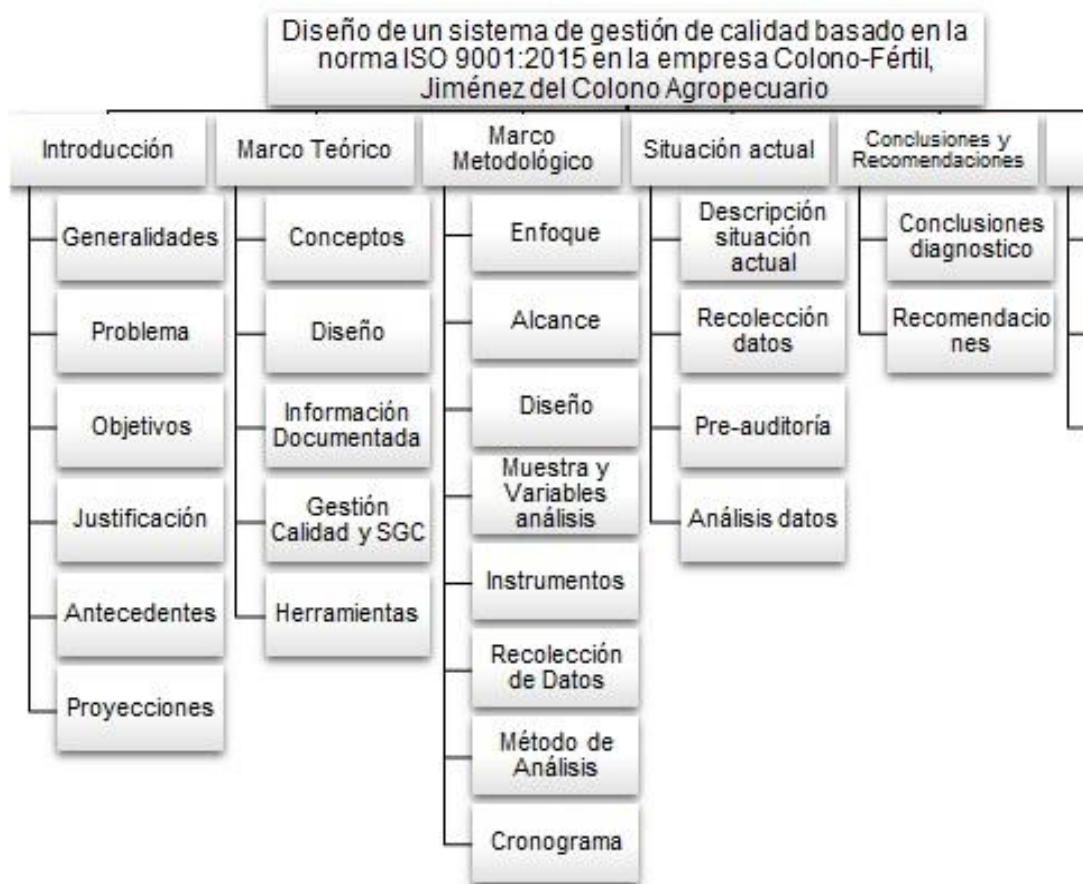 Diseño de un sistema de gestión de calidad basado en la
norma ISO 9001:2015 en la empresa Colono-Fértil,
Jiménez del Colono Agropecuario
Introducción
Generalidades
Problema
Objetivos
Justificación
Antecedentes
Proyecciones
Marco Teórico
Conceptos
Diseño
Información
Documentada
Gestión
Calidad y SGC
Herramientas
Marco
Metodológico
Enfoque
Alcance
Diseño
Muestra y
Variables
análisis
Instrumentos
Recolección
de Datos
Método de
Análisis
Cronograma
Situación actual
Descripción
situación
actual
Recolección
datos
Pre-auditoría
Análisis datos
Conclusiones y
Recomendaciones
Conclusiones
diagnostico
Recomendacio
nes